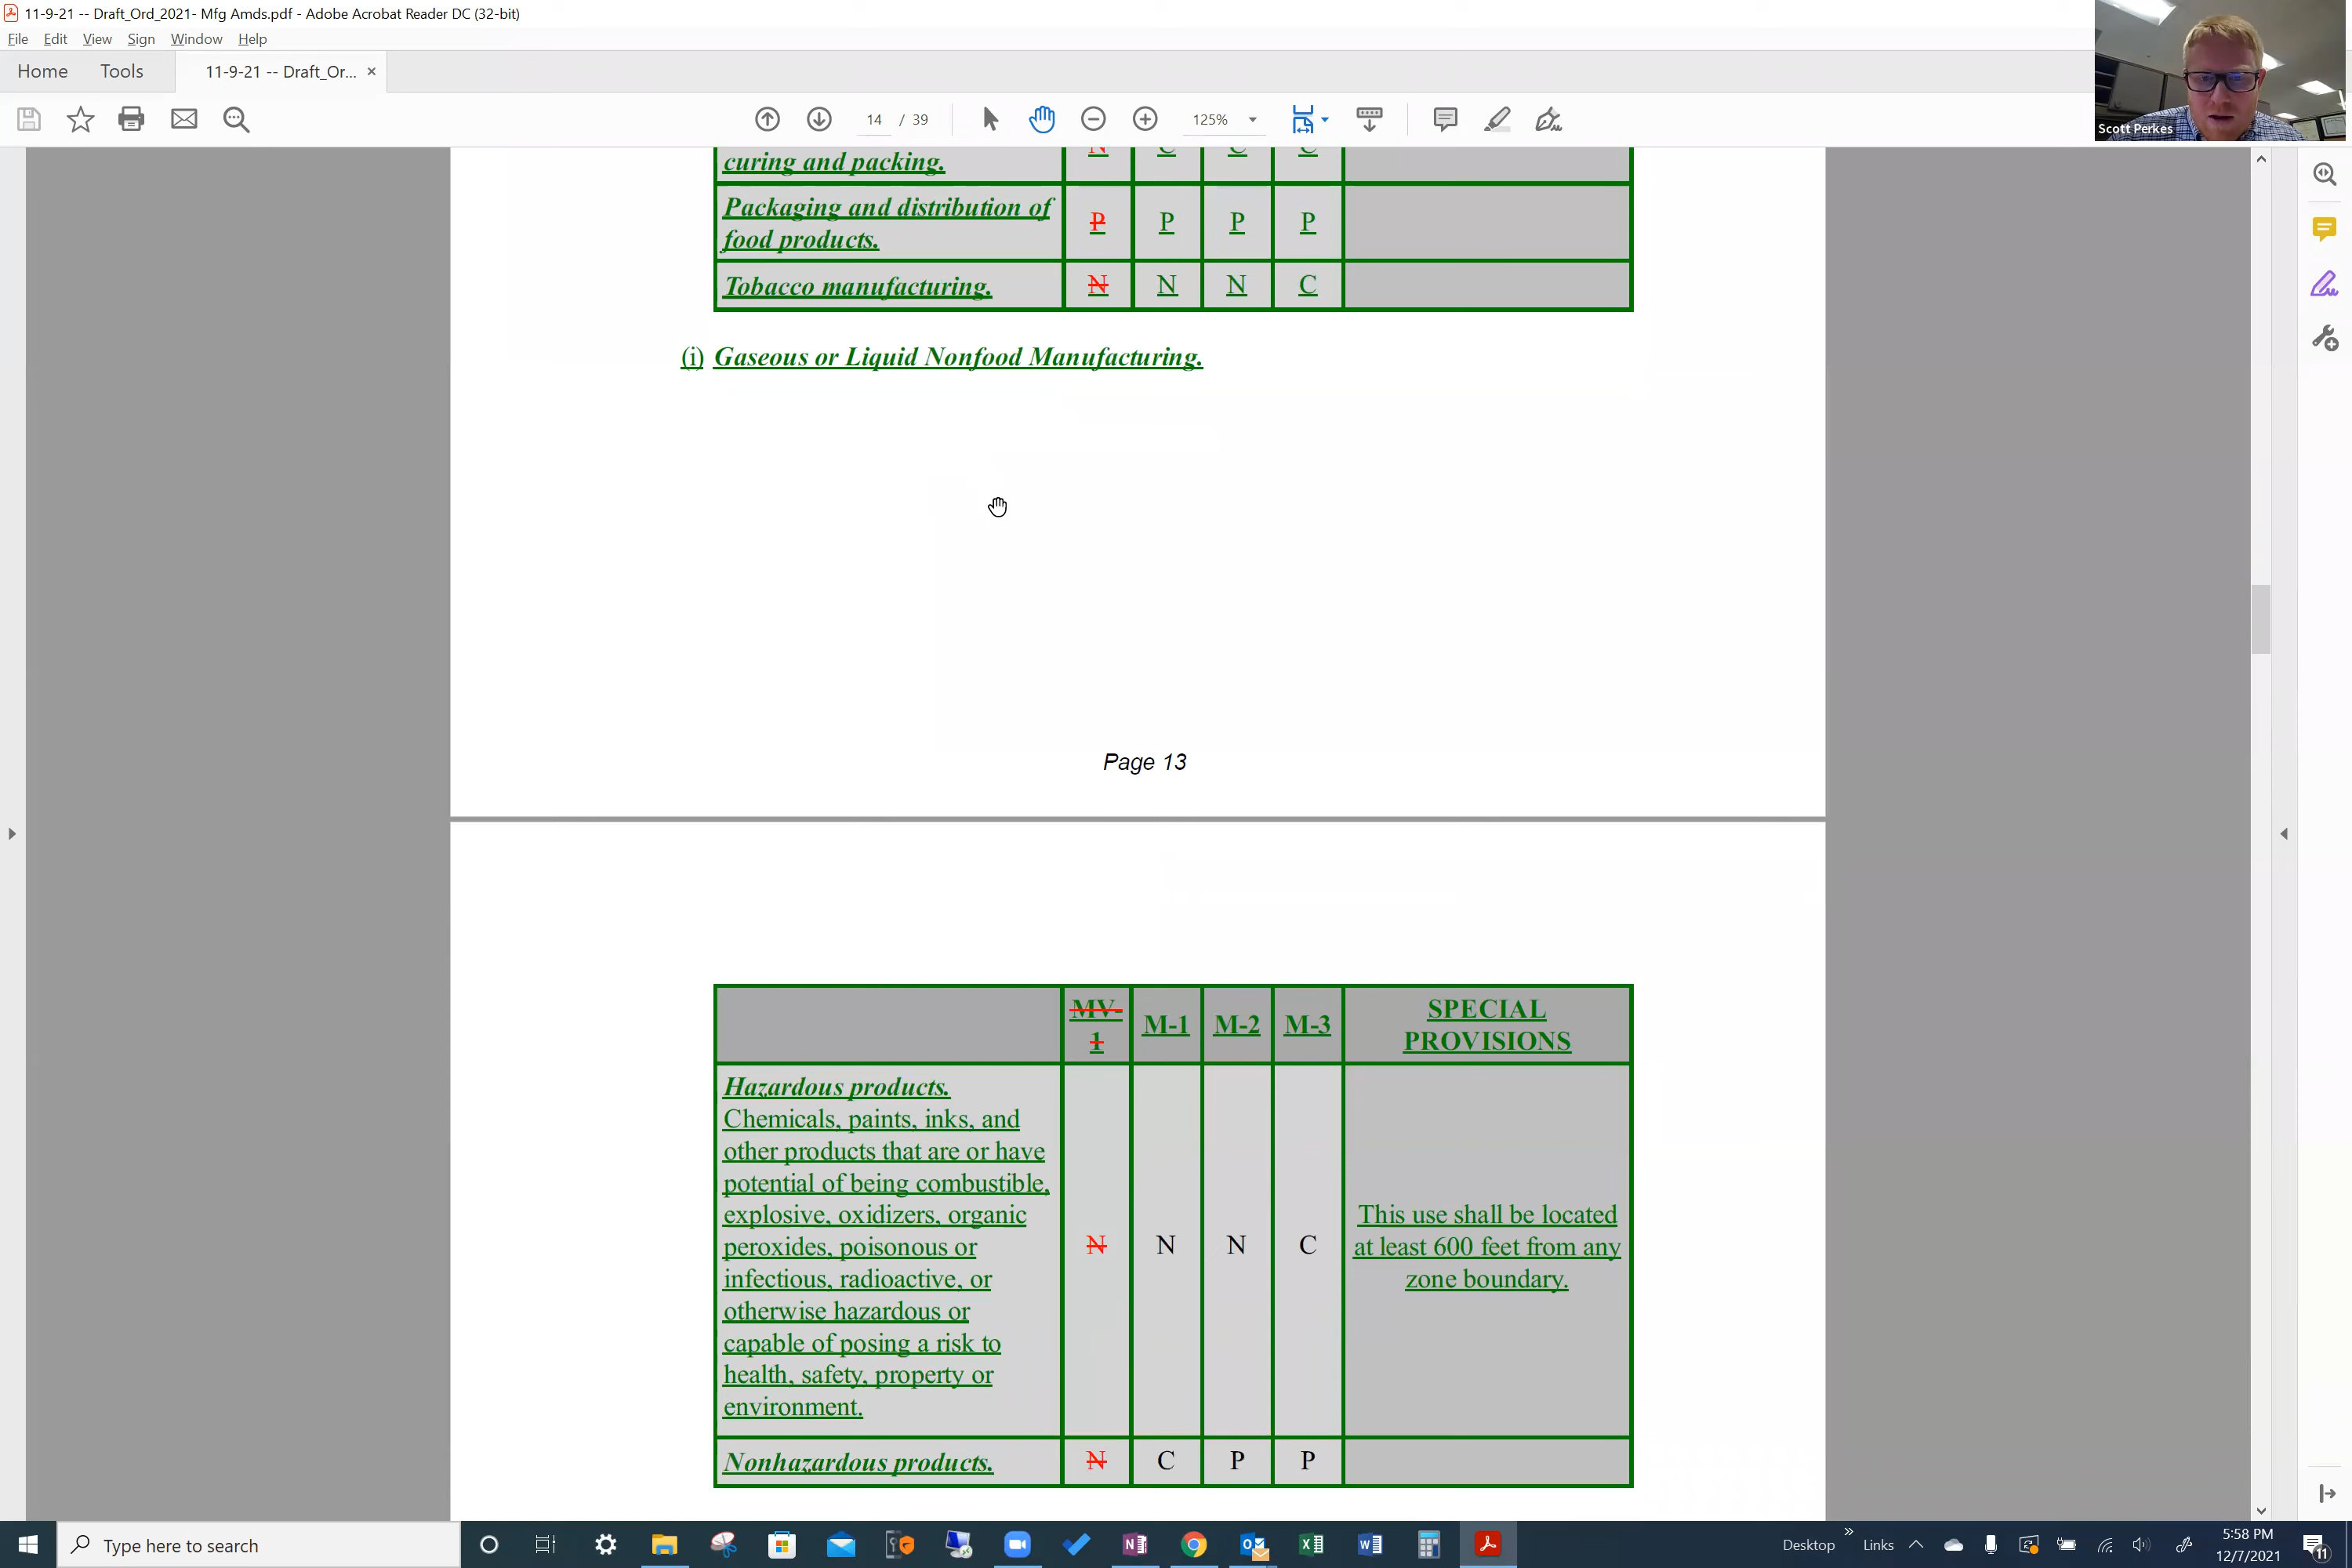 11-9-21 -- Draft_Ord_2021- Mfg Amds.pdf - Adobe Acrobat Reader DC (32-bit)
File Edit View Sign Window Help
Home Tools 11-9-21 -- Draft_Or... ×
14 / 39 125%
Scott Perkes
curing and packing. N C C C
Packaging and distribution of
food products. P P P P
Tobacco manufacturing. N N N C
(i) Gaseous or Liquid Nonfood Manufacturing.
Page 13
MV-
1 M-1 M-2 M-3 SPECIAL
PROVISIONS
Hazardous products.
Chemicals, paints, inks, and
other products that are or have
potential of being combustible,
explosive, oxidizers, organic
peroxides, poisonous or
infectious, radioactive, or
otherwise hazardous or
capable of posing a risk to
health, safety, property or
environment.
N N N C
This use shall be located
at least 600 feet from any
zone boundary.
Nonhazardous products. N C P P
Type here to search
Desktop » Links
5:58 PM
12/7/2021
11